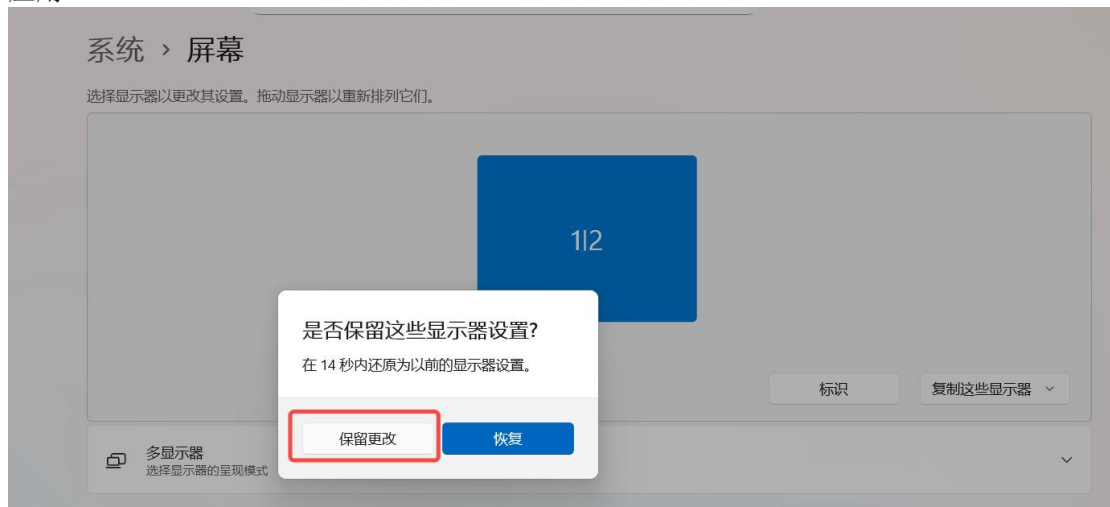 系统 › 屏幕
选择显示器以更改其设置。拖动显示器以重新排列它们。
1|2
是否保留这些显示器设置?
在 14 秒内还原为以前的显示器设置。
标识
复制这些显示器
保留更改
恢复
多显示器
选择显示器的呈现模式